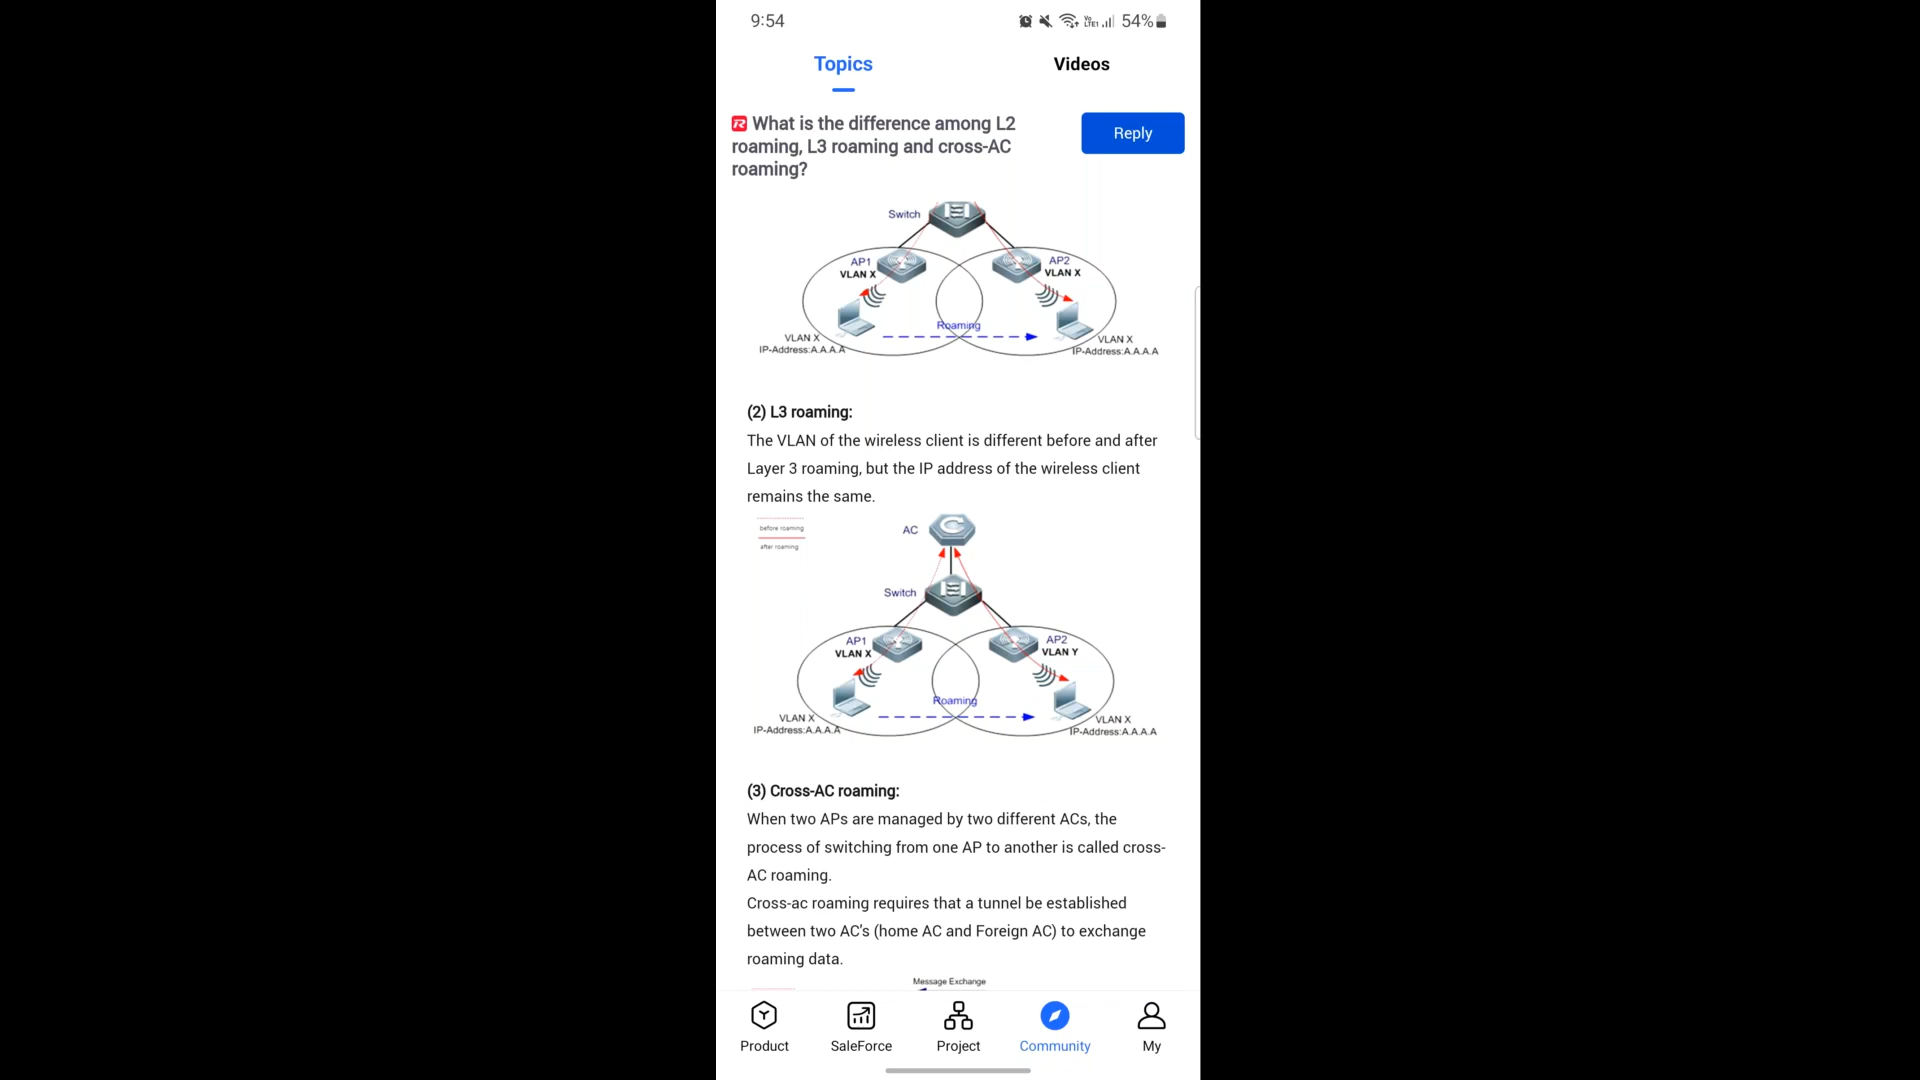 9:54
54%
Topics
Videos
What is the difference among L2
roaming, L3 roaming and cross-AC
roaming?
Reply
Switch
AP1
VLAN X
AP2
VLAN X
Roaming
VLAN X
IP-Address:A.A.A.A
VLAN X
IP-Address:A.A.A.A
(2) L3 roaming:
The VLAN of the wireless client is different before and after
Layer 3 roaming, but the IP address of the wireless client
remains the same.
before roaming
after roaming
AC
Switch
AP1
VLAN X
AP2
VLAN Y
Roaming
VLAN X
IP-Address:A.A.A.A
VLAN X
IP-Address:A.A.A.A
(3) Cross-AC roaming:
When two APs are managed by two different ACs, the
process of switching from one AP to another is called cross-
AC roaming.
Cross-ac roaming requires that a tunnel be established
between two AC's (home AC and Foreign AC) to exchange
roaming data.
Message Exchange
Product
SaleForce
Project
Community
My